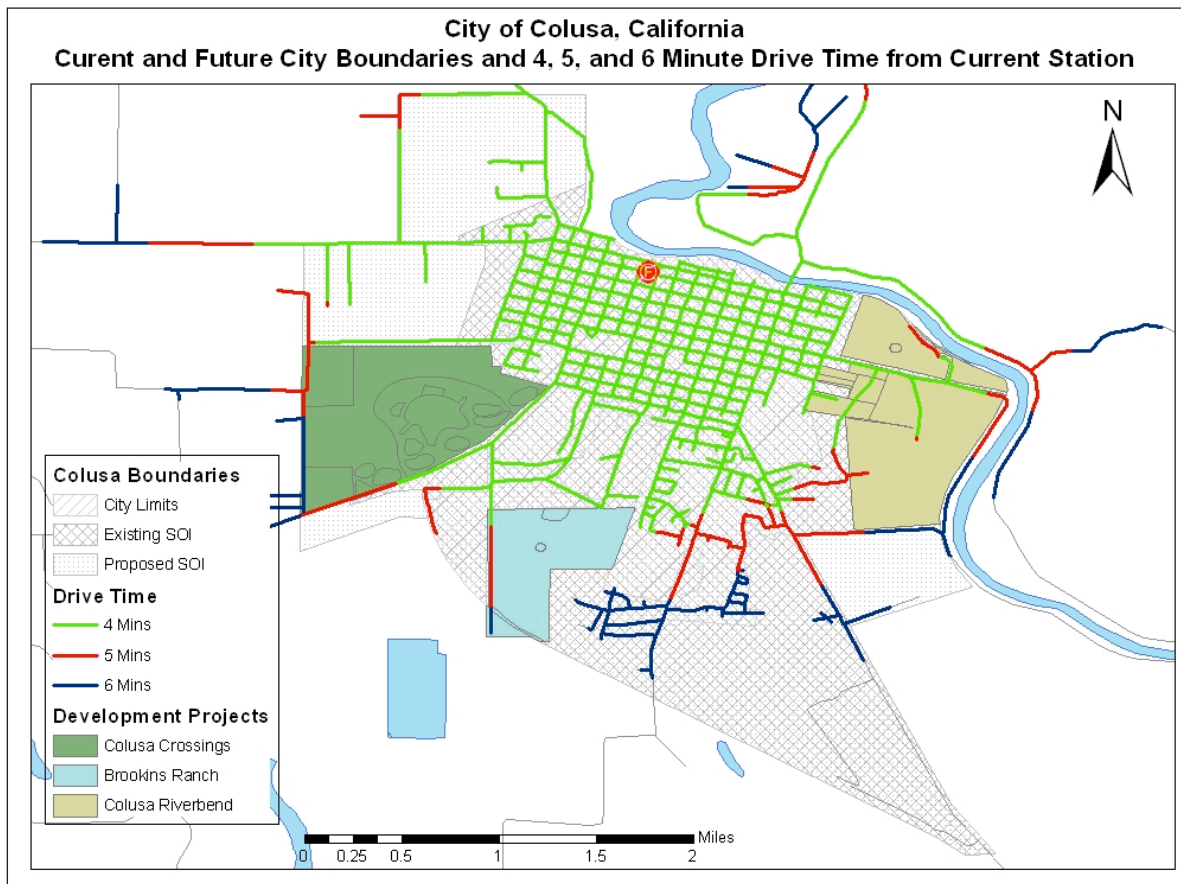 City of Colusa, California
Curent and Future City Boundaries and 4, 5, and 6 Minute Drive Time from Current Station
N
F
Colusa Boundaries
City Limits
Existing SOI
Proposed SOI
Drive Time
4 Mins
5 Mins
6 Mins
Development Projects
Colusa Crossings
Brookins Ranch
Colusa Riverbend
Miles
0 0.25 0.5 1 1.5 2